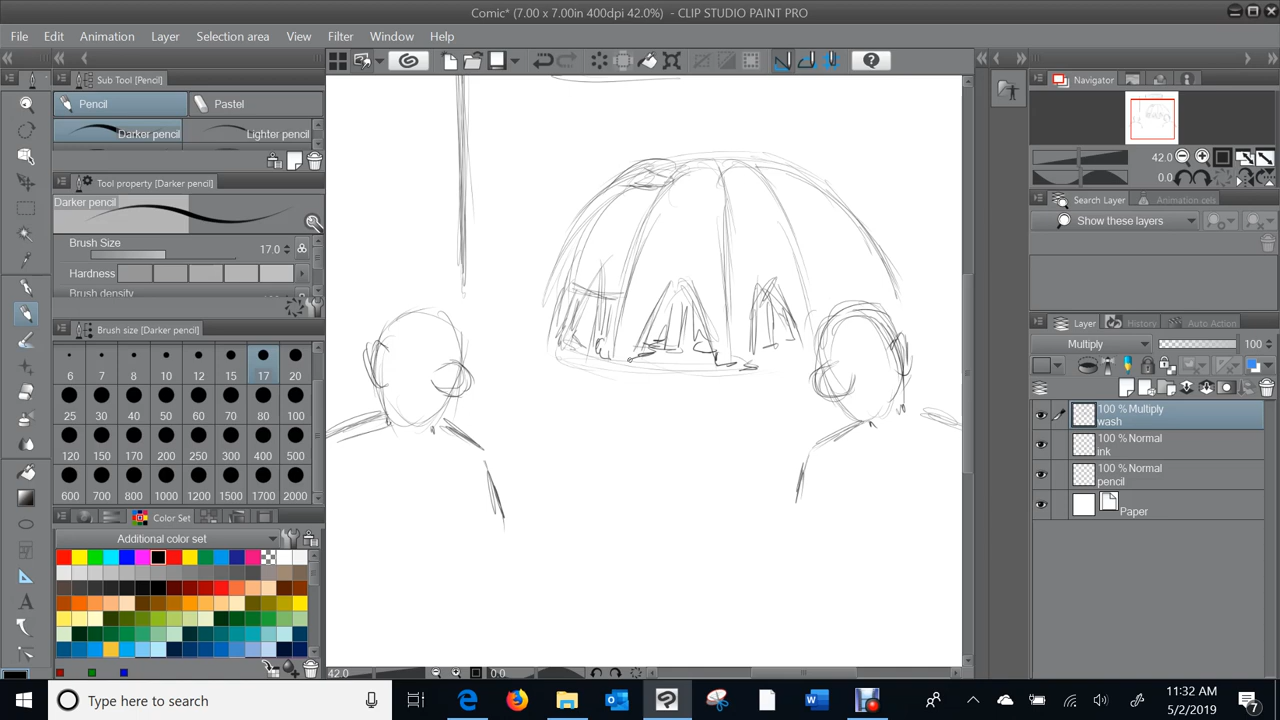 Comic* (7.00 x 7.00in 400dpi 42.0%) - CLIP STUDIO PAINT PRO
File Edit Animation Layer Selection area View Filter Window Help
Sub Tool [Pencil]
Pencil Pastel
Darker pencil Lighter pencil
Tool property [Darker pencil]
Darker pencil
Brush Size 17.0
Hardness
Brush density
Brush size [Darker pencil]
6 7 8 10 12 15 17 20
25 30 40 50 60 70 80 100
120 150 170 200 250 300 400 500
600 700 800 1000 1200 1500 1700 2000
Color Set
Additional color set
42.0 0.0
Navigator
42.0
0.0
Search Layer Animation cels
Show these layers
Layer History Auto Action
Multiply 100
100 % Multiply
wash
100 % Normal
ink
100 % Normal
pencil
Paper
Type here to search
11:32 AM
5/2/2019
7